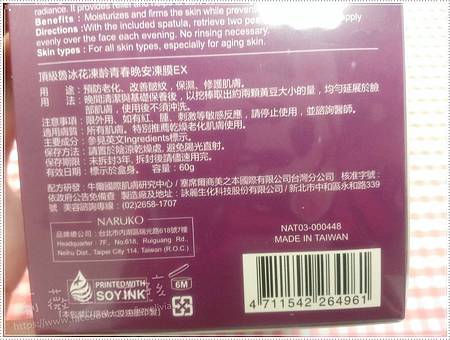 radiance. Provides relax and
Benefits : Moisturizes and firms the skin while preventing
Directions :With the included spatula, retrieve two pea
evenly over the face each evening. No rinsing necessary.
Skin types : For all skin types, especially for aging skin.
頂級魯冰花凍齡青春晚安凍膜EX
用　　途：預防老化、改善皺紋，保濕、修護肌膚。
用　　法：晚間清潔與基礎保養後，以挖棒取出約兩顆黃豆大小的量，均勻延展於臉
部肌膚，使用後不須沖洗。
注意事項：限外用，如有紅、腫、刺激等敏感反應，請停止使用，並諮詢醫師。
適用膚質：所有肌膚。特別推薦乾燥老化肌膚使用。
主要成分：參見英文Ingredients標示。
保存方法：請置於陰涼乾燥處，避免陽光直射。
保存期限：未拆封3年，拆封後請儘速用完。
有效日期：標示於盒身。　容量：60g
配方研發：牛爾國際肌膚研究中心 / 塞席爾商美之本國際有限公司台灣分公司　核准字號：
依政府公告免備查　製造廠及地址：詠麗生化科技股份有限公司 / 新北市中和區永和路339
號　美容諮詢專線：(02)2658-1707
NARUKO
品牌總公司：台北市內湖區瑞光路618號7樓
Headquarter : 7F., No.618, Ruiguang Rd.,
Neihu Dist., Taipei City 114, Taiwan (R.O.C.)
NAT03-000448
MADE IN TAIWAN
PRINTED WITH
SOY INK
6M
4 711542 264961